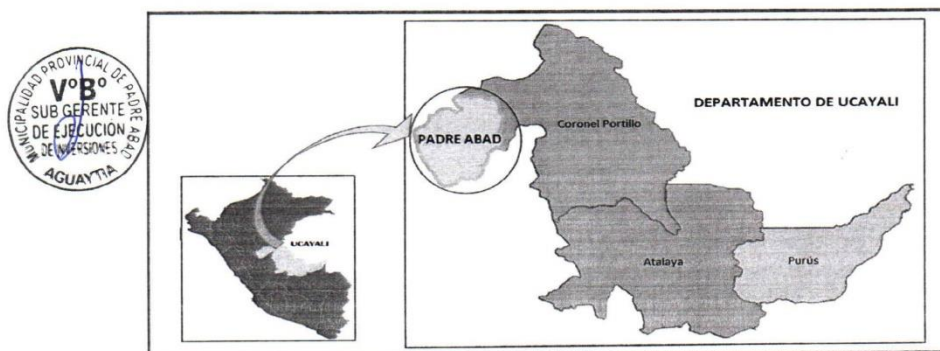 MUNICIPALIDAD PROVINCIAL DE PADRE ABAD
VºBº
SUB GERENTE
DE EJECUCIÓN
DE INVERSIONES
AGUAYTIA
DEPARTAMENTO DE UCAYALI
Coronel Portillo
PADRE ABAD
UCAYALI
Atalaya
Purús